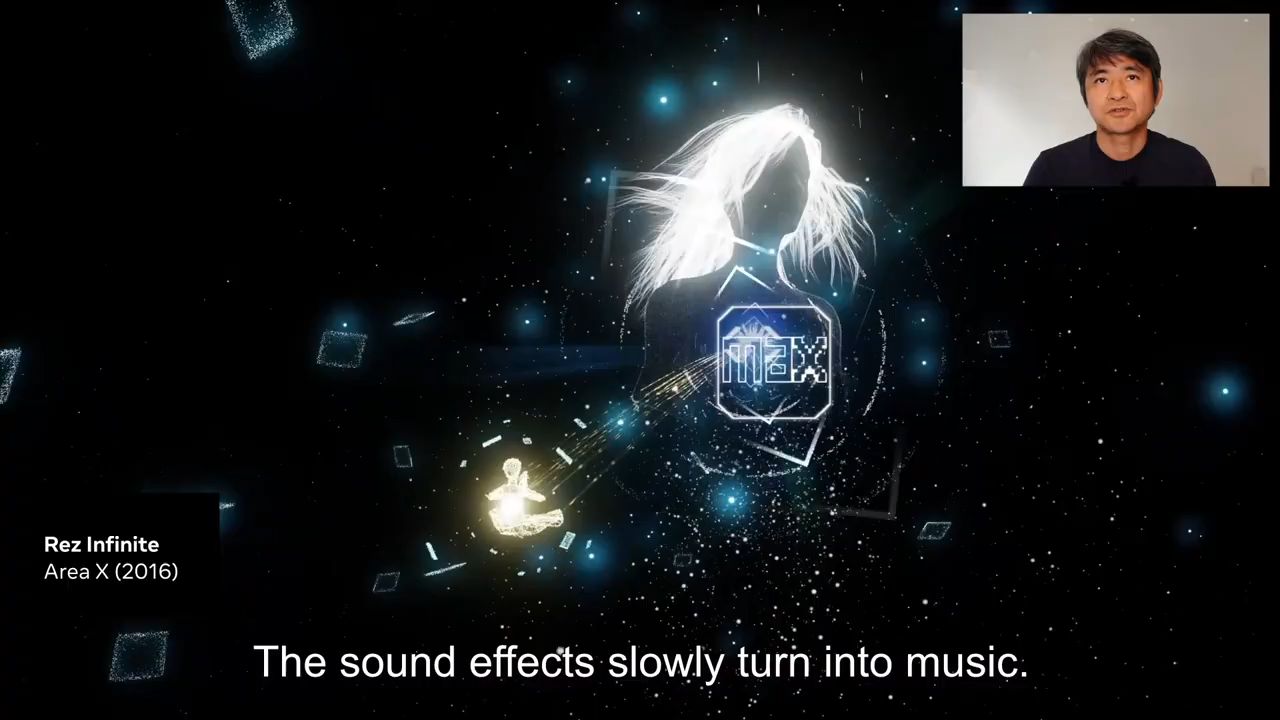 max
Rez Infinite
Area X (2016)
The sound effects slowly turn into music.